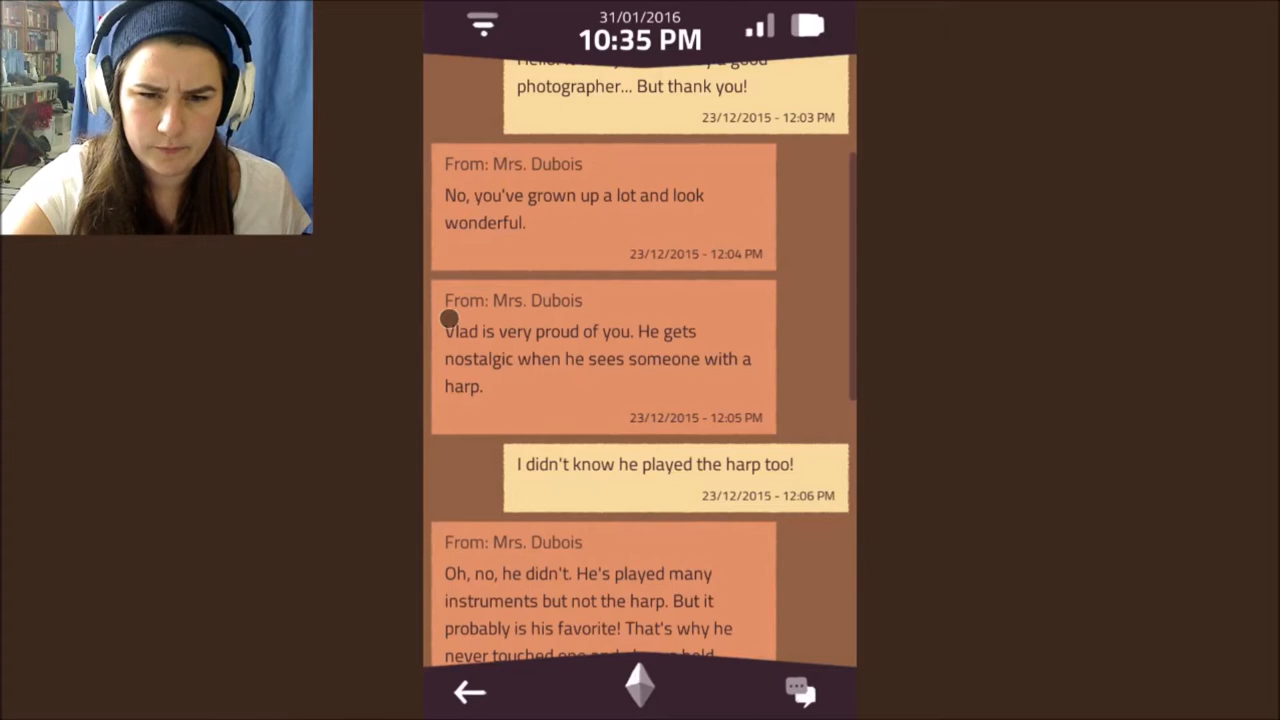 31/01/2016
10:35 PM
photographer... But thank you!
23/12/2015 - 12:03 PM
From: Mrs. Dubois
No, you've grown up a lot and look
wonderful.
23/12/2015 - 12:04 PM
From: Mrs. Dubois
Vlad is very proud of you. He gets
nostalgic when he sees someone with a
harp.
23/12/2015 - 12:05 PM
I didn't know he played the harp too!
23/12/2015 - 12:06 PM
From: Mrs. Dubois
Oh, no, he didn't. He's played many
instruments but not the harp. But it
probably is his favorite! That's why he
never touched one and